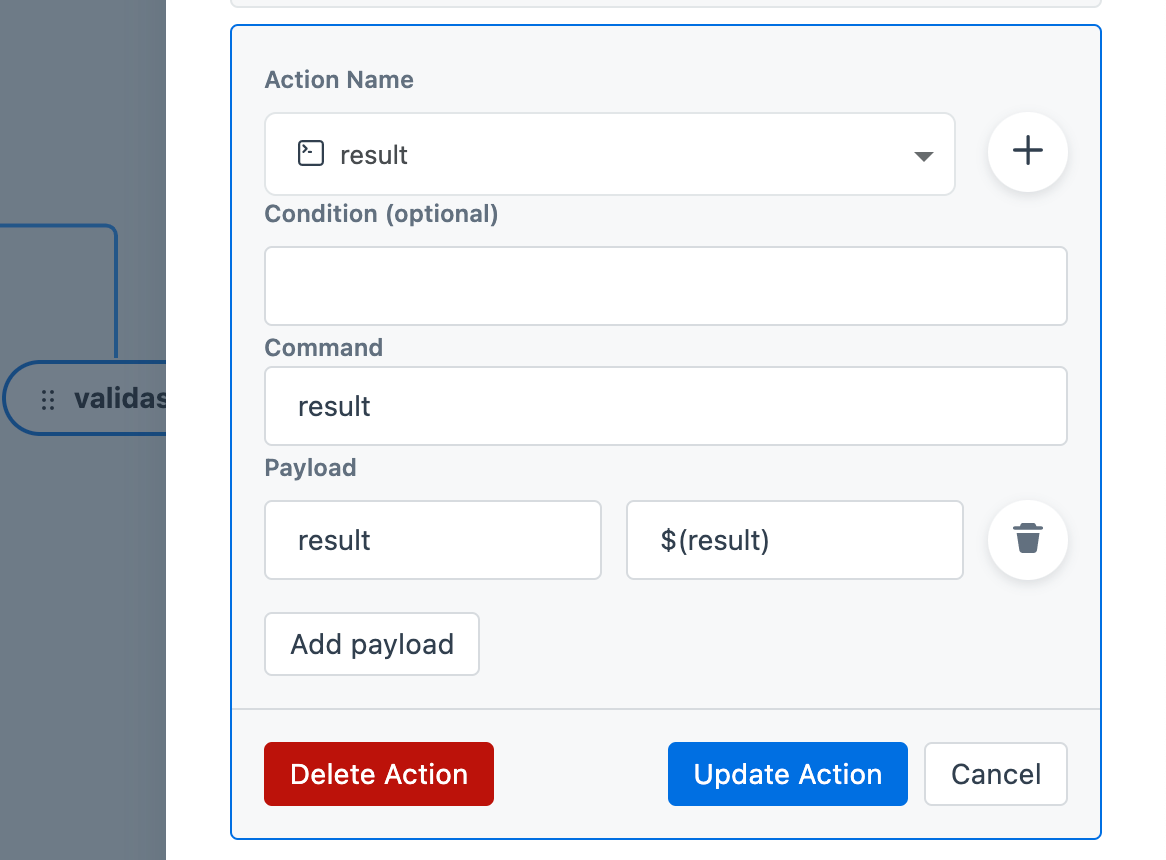 Action Name
result
Condition (optional)
validas
Command
result
Payload
result $(result)
Add payload
Delete Action Update Action Cancel